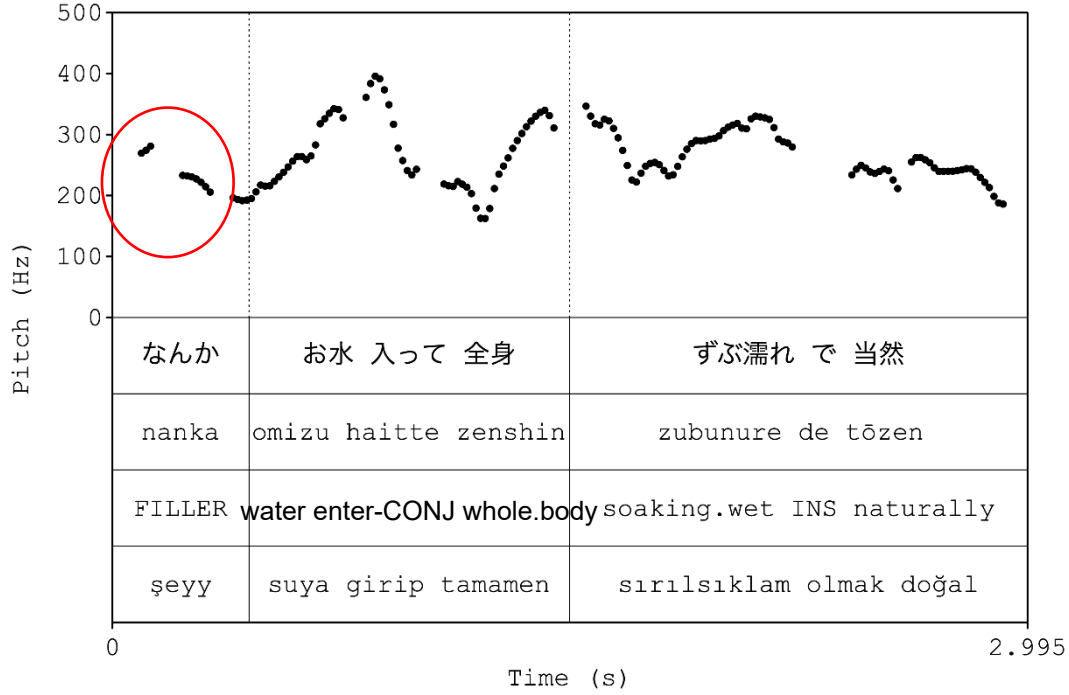 500
400
300
200
100
0
Pitch (Hz)
なんか お水 入って 全身 ずぶ濡れ で 当然
nanka omizu haitte zenshin zubunure de tōzen
FILLER water enter-CONJ whole.body soaking.wet INS naturally
şeyy suya girip tamamen sırılsıklam olmak doğal
0 2.995
Time (s)